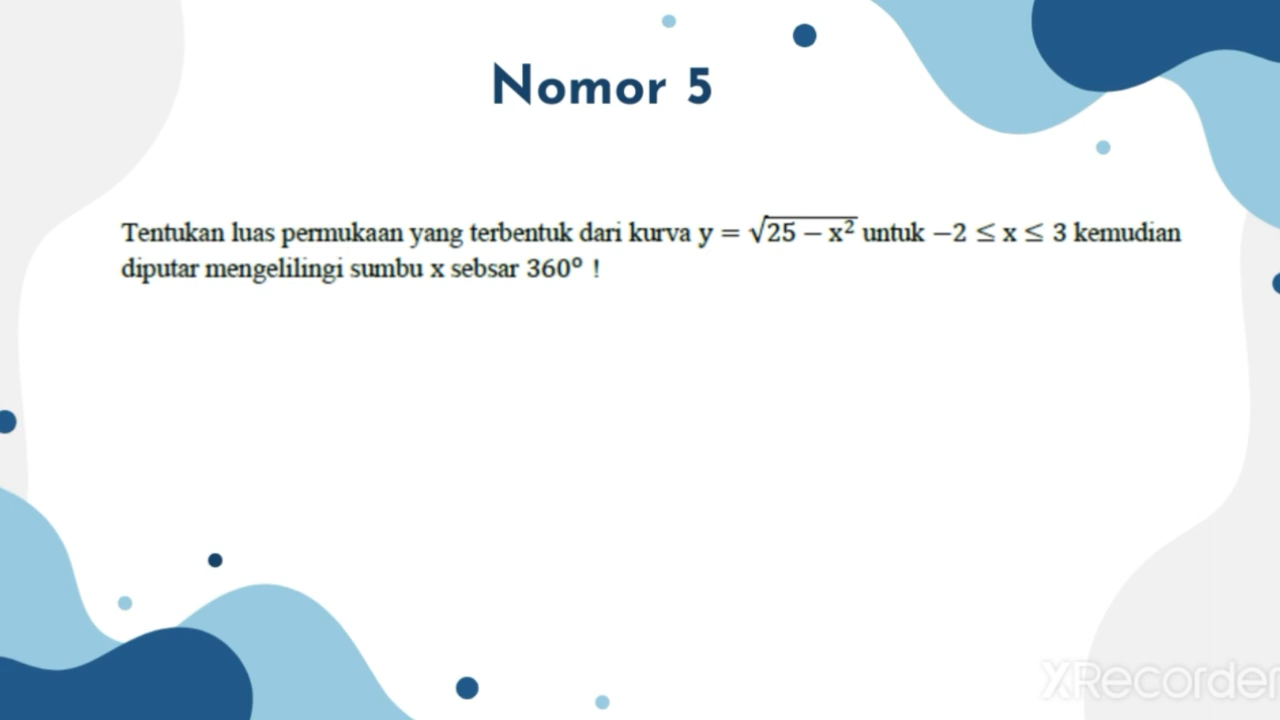 Nomor 5
Tentukan luas permukaan yang terbentuk dari kurva y = √25 − x² untuk −2 ≤ x ≤ 3 kemudian
diputar mengelilingi sumbu x sebsar 360° !
XRecorder